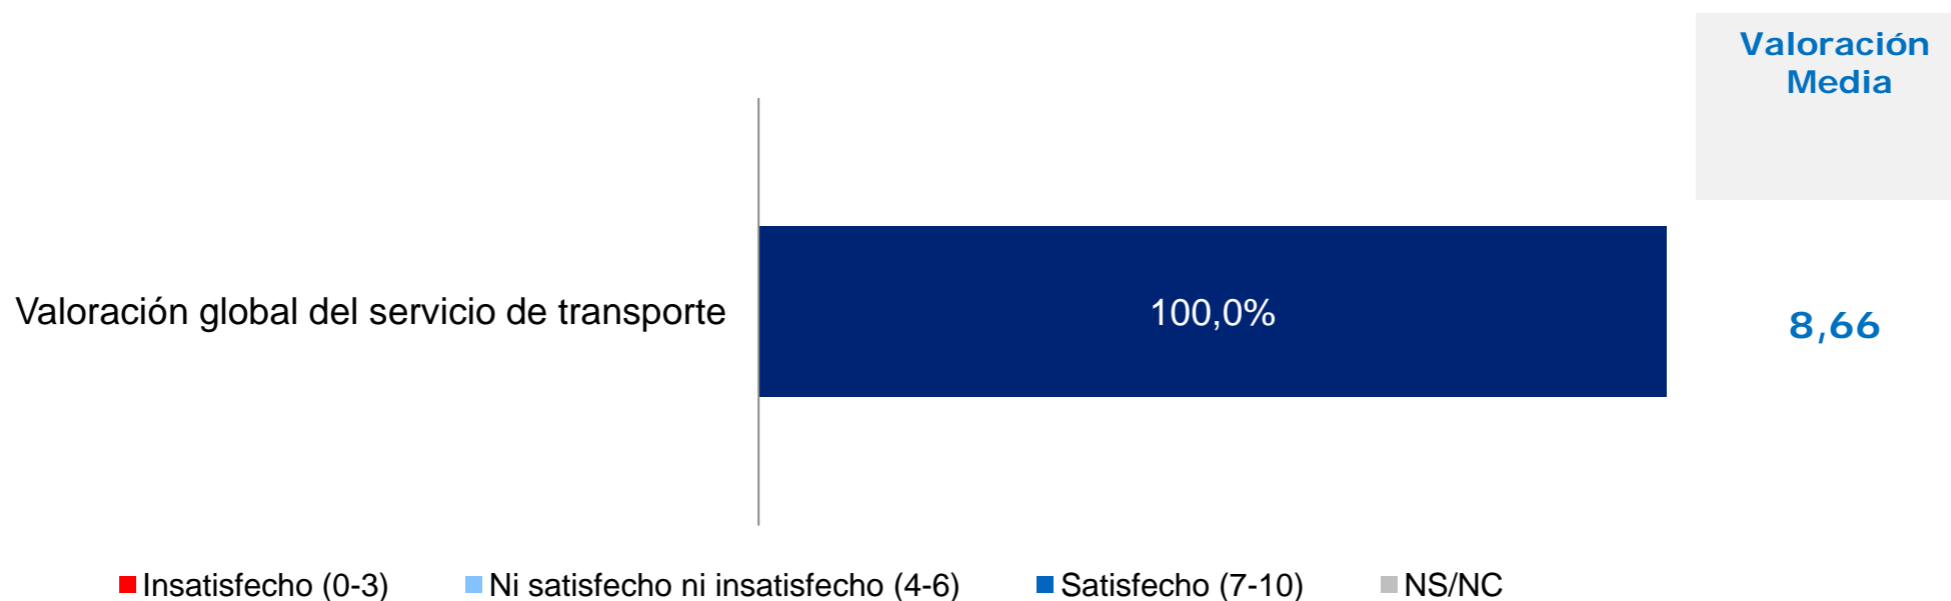 Valoración
Media
Valoración global del servicio de transporte
100,0%
8,66
Insatisfecho (0-3)
Ni satisfecho ni insatisfecho (4-6)
Satisfecho (7-10)
NS/NC